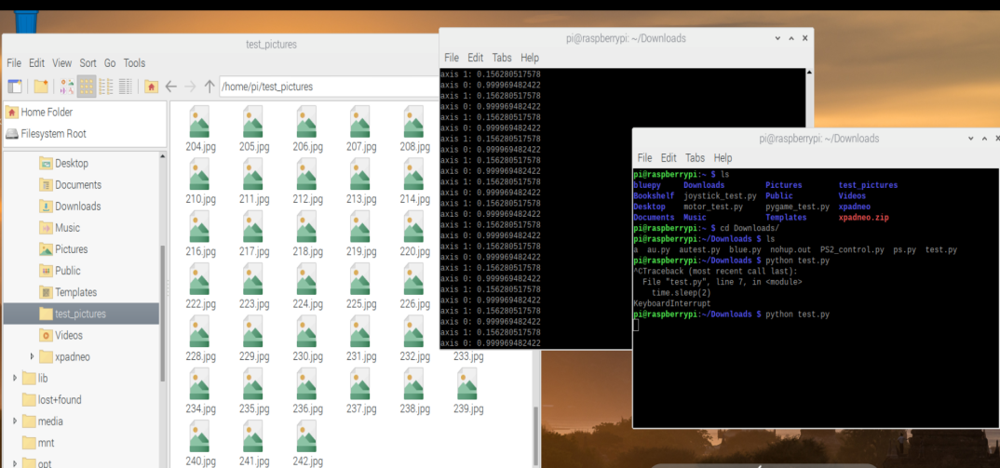 test_pictures
File Edit View Sort Go Tools
/home/pi/test_pictures
Home Folder
Filesystem Root
Desktop
Documents
Downloads
Music
Pictures
Public
Templates
test_pictures
Videos
xpadneo
lib
lost+found
media
mnt
opt
204.jpg 205.jpg 206.jpg 207.jpg 208.jpg
210.jpg 211.jpg 212.jpg 213.jpg 214.jpg
216.jpg 217.jpg 218.jpg 219.jpg 220.jpg
222.jpg 223.jpg 224.jpg 225.jpg 226.jpg
228.jpg 229.jpg 230.jpg 231.jpg 232.jpg 233.jpg
234.jpg 235.jpg 236.jpg 237.jpg 238.jpg 239.jpg
240.jpg 241.jpg 242.jpg
pi@raspberrypi: ~/Downloads
File Edit Tabs Help
axis 1: 0.156280517578
axis 0: 0.999969482422
axis 1: 0.156280517578
axis 0: 0.999969482422
axis 1: 0.156280517578
axis 0: 0.999969482422
axis 1: 0.156280517578
axis 0: 0.999969482422
axis 1: 0.156280517578
axis 0: 0.999969482422
axis 1: 0.156280517578
axis 0: 0.999969482422
axis 1: 0.156280517578
axis 0: 0.999969482422
axis 1: 0.156280517578
axis 0: 0.999969482422
axis 1: 0.156280517578
axis 0: 0.999969482422
axis 1: 0.156280517578
axis 0: 0.999969482422
axis 1: 0.156280517578
axis 0: 0.999969482422
axis 1: 0.156280517578
axis 0: 0.999969482422
axis 1: 0.156280517578
axis 0: 0.999969482422
pi@raspberrypi: ~/Downloads
File Edit Tabs Help
pi@raspberrypi:~ $ ls
bluepy Downloads Pictures test_pictures
Bookshelf joystick_test.py Public Videos
Desktop motor_test.py pygame_test.py xpadneo
Documents Music Templates xpadneo.zip
pi@raspberrypi:~ $ cd Downloads/
pi@raspberrypi:~/Downloads $ ls
a au.py autest.py blue.py nohup.out PS2_control.py ps.py test.py
pi@raspberrypi:~/Downloads $ python test.py
^CTraceback (most recent call last):
File "test.py", line 7, in <module>
time.sleep(2)
KeyboardInterrupt
pi@raspberrypi:~/Downloads $ python test.py